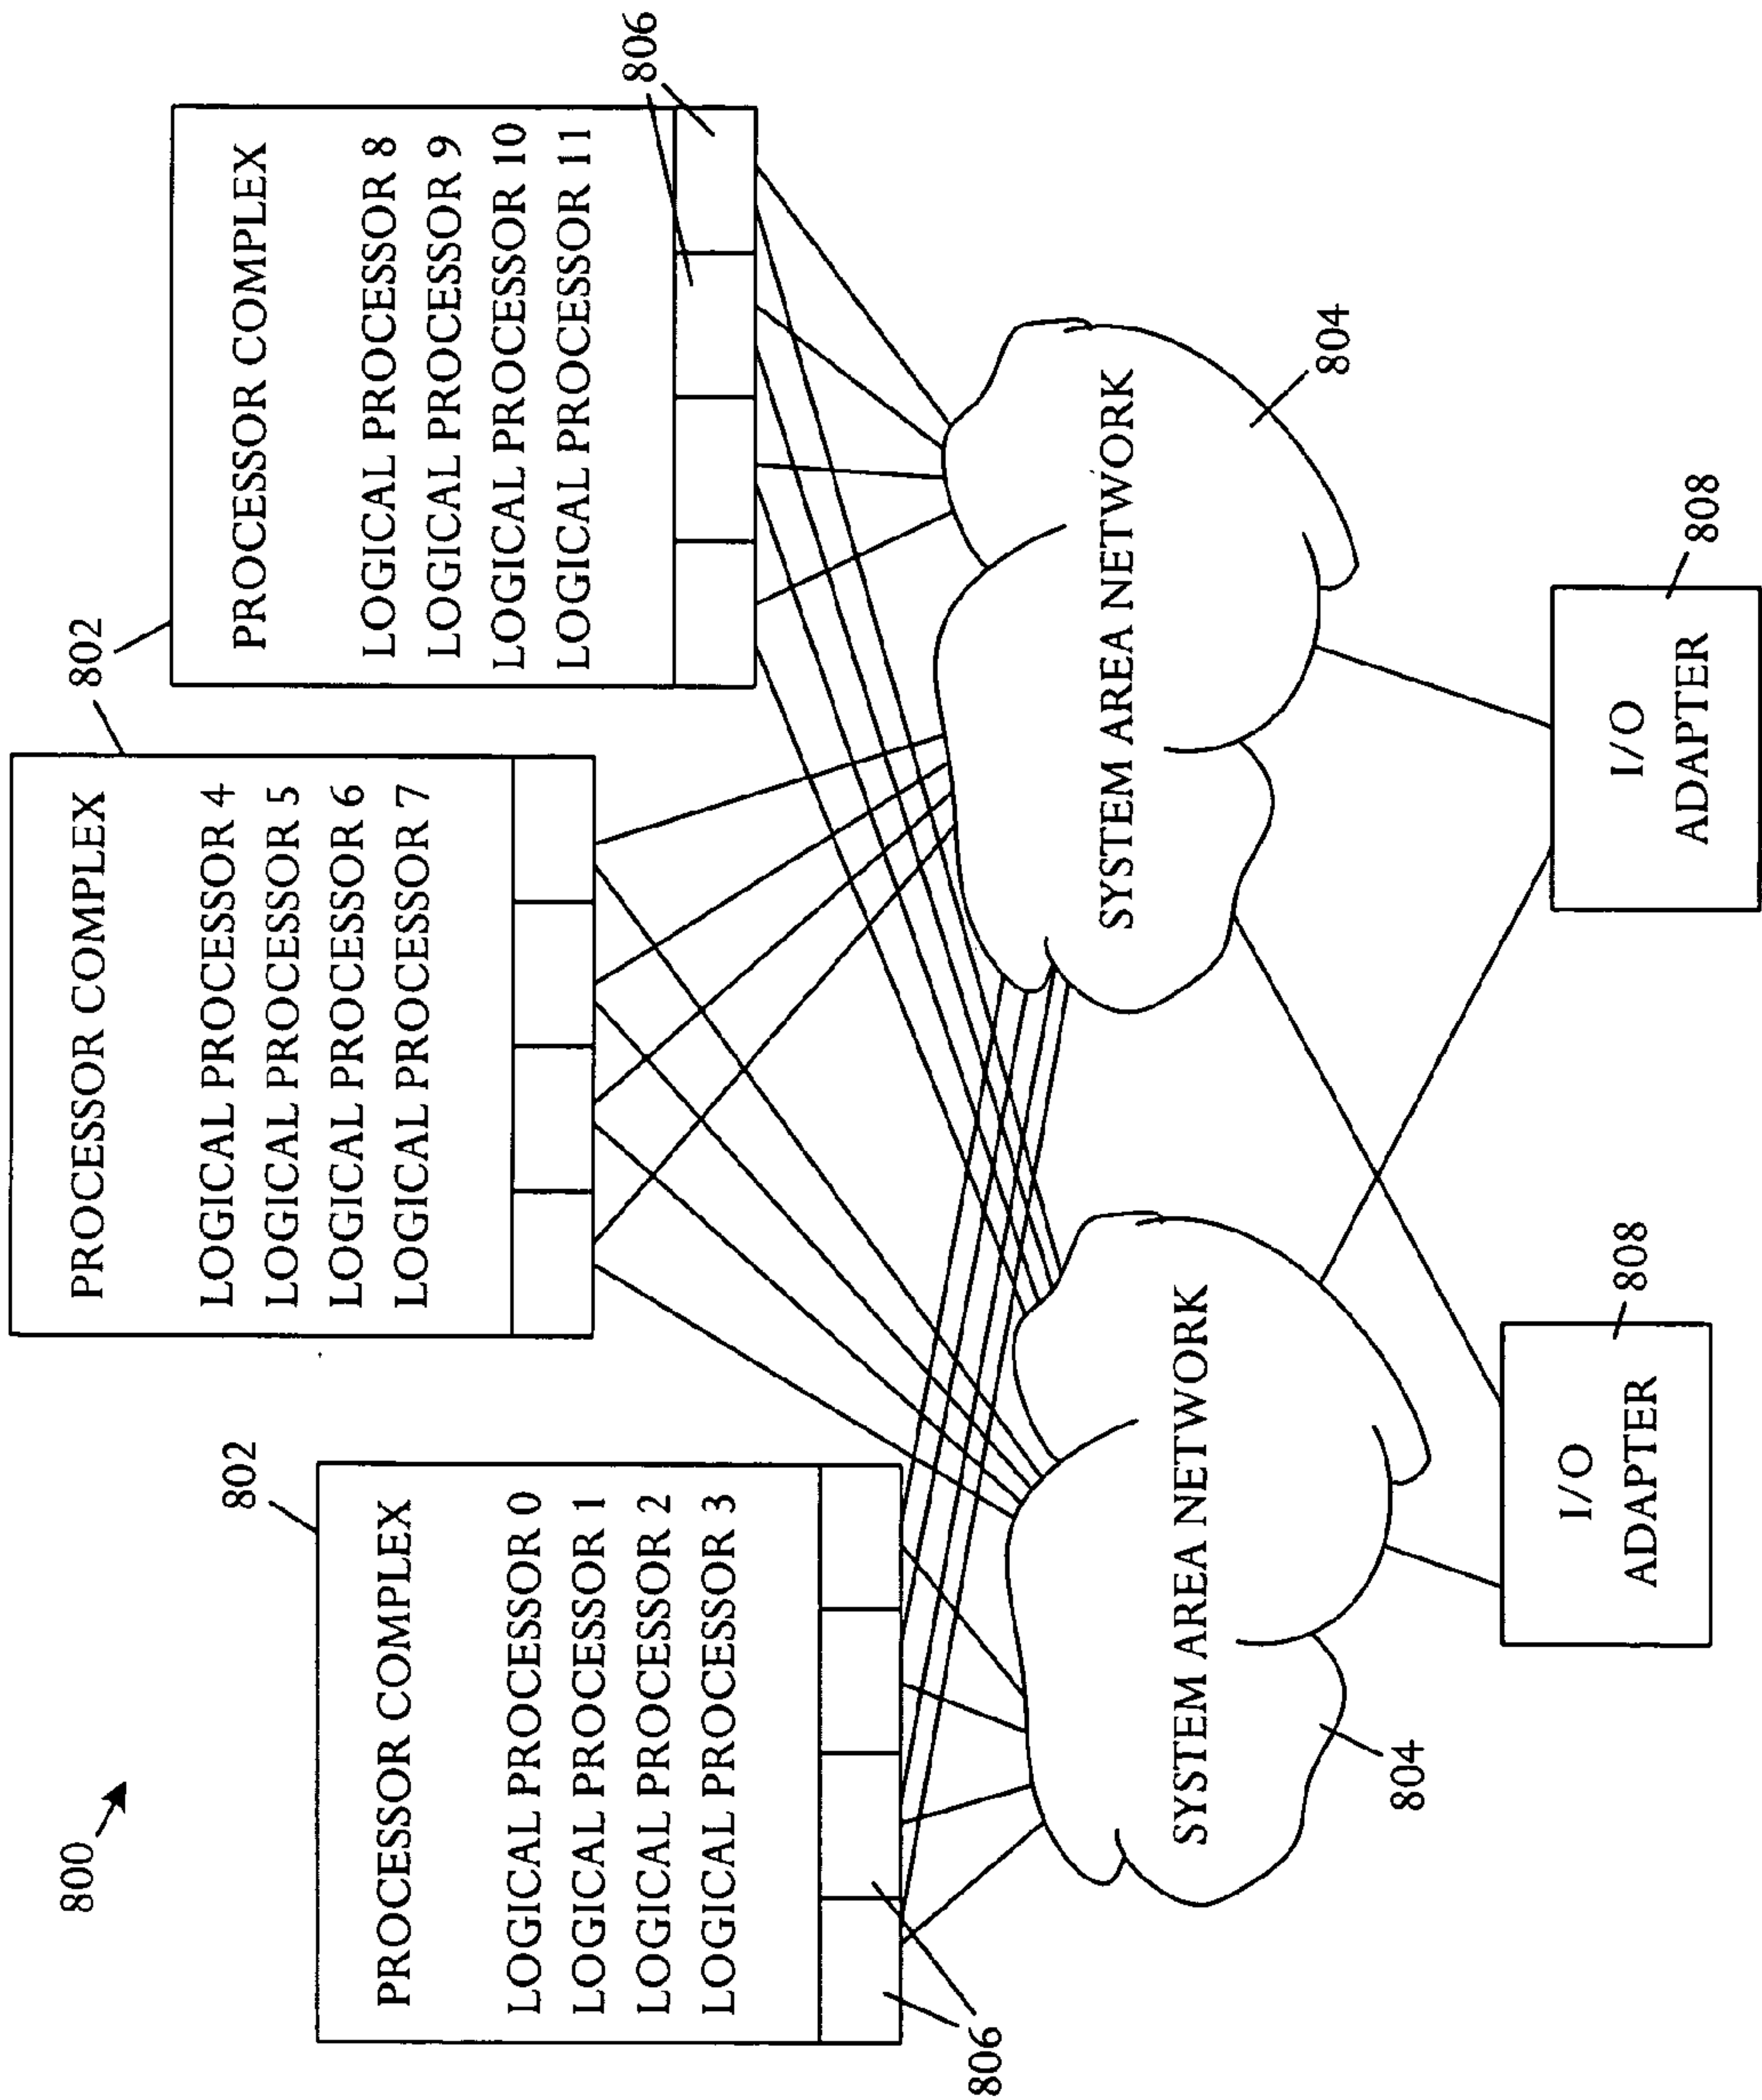 800
802
PROCESSOR COMPLEX
LOGICAL PROCESSOR 0
LOGICAL PROCESSOR 1
LOGICAL PROCESSOR 2
LOGICAL PROCESSOR 3
806
802
PROCESSOR COMPLEX
LOGICAL PROCESSOR 4
LOGICAL PROCESSOR 5
LOGICAL PROCESSOR 6
LOGICAL PROCESSOR 7
PROCESSOR COMPLEX
LOGICAL PROCESSOR 8
LOGICAL PROCESSOR 9
LOGICAL PROCESSOR 10
LOGICAL PROCESSOR 11
806
SYSTEM AREA NETWORK
804
SYSTEM AREA NETWORK
804
I/O
ADAPTER
808
I/O
ADAPTER
808